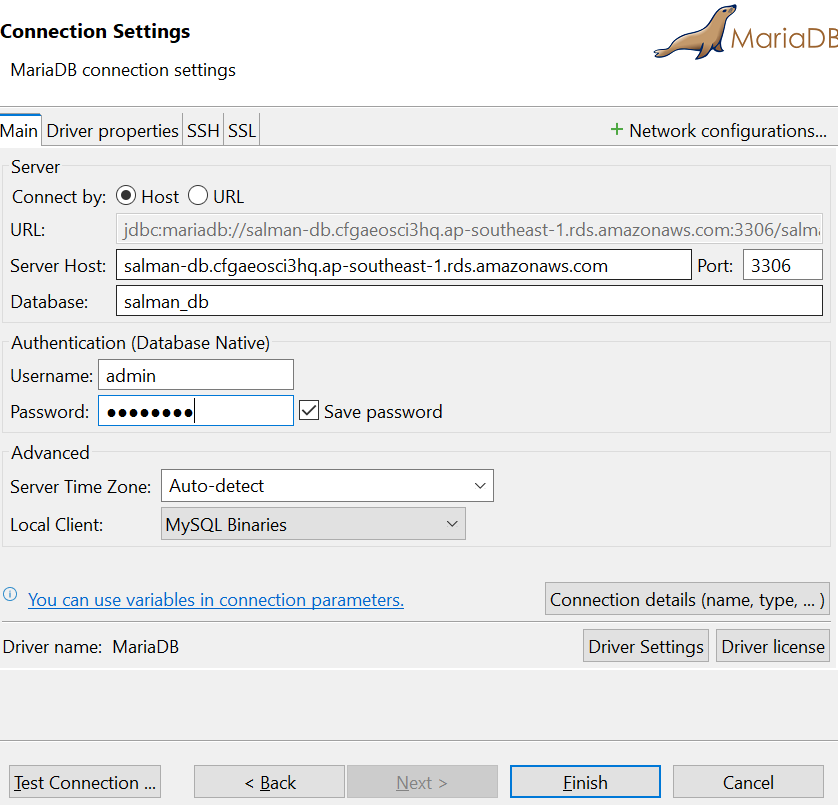 Connection Settings
MariaDB
MariaDB connection settings
Main Driver properties SSH SSL + Network configurations...
Server
Connect by: Host URL
URL: jdbc:mariadb://salman-db.cfgaeosci3hq.ap-southeast-1.rds.amazonaws.com:3306/salm
Server Host: salman-db.cfgaeosci3hq.ap-southeast-1.rds.amazonaws.com Port: 3306
Database: salman_db
Authentication (Database Native)
Username: admin
Password: ●●●●●●●● Save password
Advanced
Server Time Zone: Auto-detect
Local Client: MySQL Binaries
You can use variables in connection parameters. Connection details (name, type, ... )
Driver name: MariaDB Driver Settings Driver license
Test Connection ... < Back Next > Finish Cancel